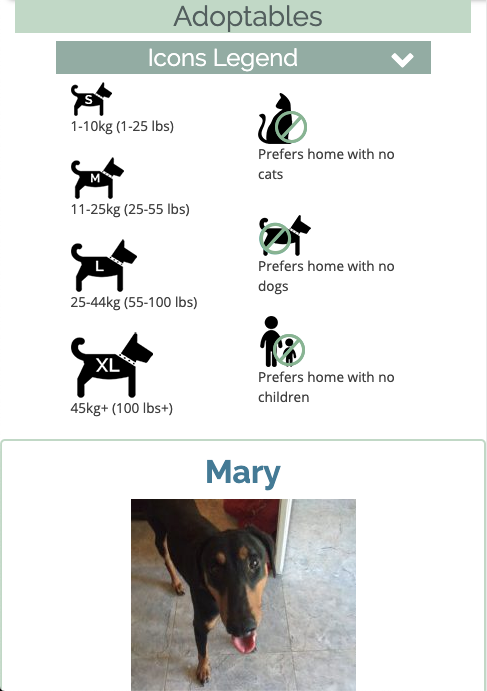 Adoptables
Icons Legend
S
1-10kg (1-25 lbs)
M
11-25kg (25-55 lbs)
L
25-44kg (55-100 lbs)
XL
45kg+ (100 lbs+)
Prefers home with no
cats
Prefers home with no
dogs
Prefers home with no
children
Mary